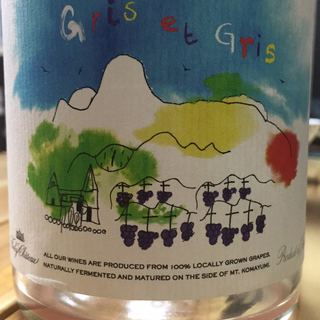 Gris et Gris
ALL OUR WINES ARE PRODUCED FROM 100% LOCALLY GROWN GRAPES.
NATURALLY FERMENTED AND MATURED ON THE SIDE OF MT. KOMAYUMI.